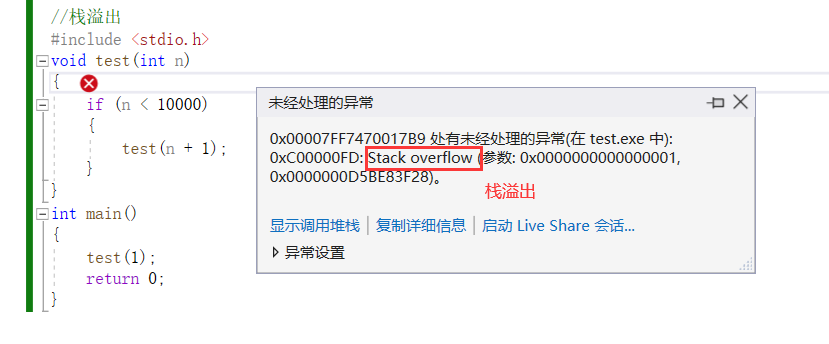 //栈溢出
#include <stdio.h>
void test(int n)
{
if (n < 10000)
{
test(n + 1);
}
}
int main()
{
test(1);
return 0;
}
未经处理的异常
0x00007FF7470017B9 处有未经处理的异常(在 test.exe 中):
0xC00000FD: Stack overflow (参数: 0x0000000000000001,
0x0000000D5BE83F28)。
栈溢出
显示调用堆栈 | 复制详细信息 | 启动 Live Share 会话...
异常设置